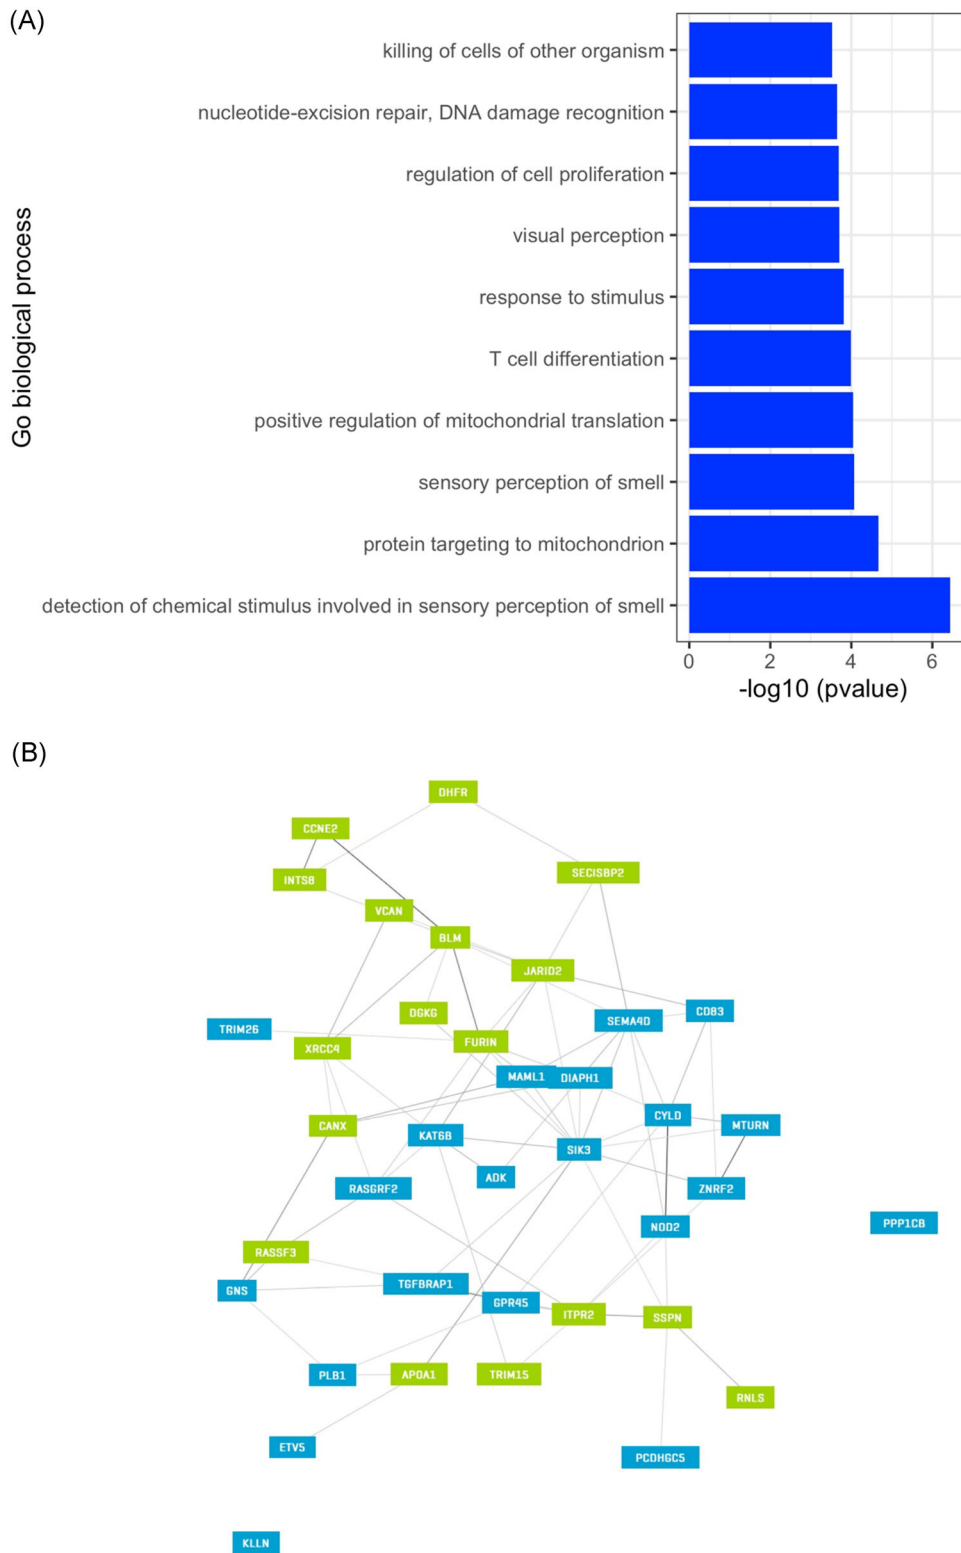 (A)
killing of cells of other organism
nucleotide-excision repair, DNA damage recognition
regulation of cell proliferation
visual perception
response to stimulus
T cell differentiation
positive regulation of mitochondrial translation
sensory perception of smell
protein targeting to mitochondrion
detection of chemical stimulus involved in sensory perception of smell
Go biological process
0 2 4 6
-log10 (pvalue)
(B)
DHFR
CCNE2
SECISBP2
INTS8
VCAN
BLM
JARID2
CD83
DGKG
SEMA4D
TRIM26
FURIN
XRCC4
MAML1 DIAPH1
CYLD
CANX
MTURN
KAT6B
SIK3
ADK
RASGRF2
ZNRF2
NOD2
PPP1CB
RASSF3
TGFBRAP1
GNS
GPR45
ITPR2
SSPN
PLB1
APOA1
TRIM15
RNLS
ETV5
PCDHGC5
KLLN